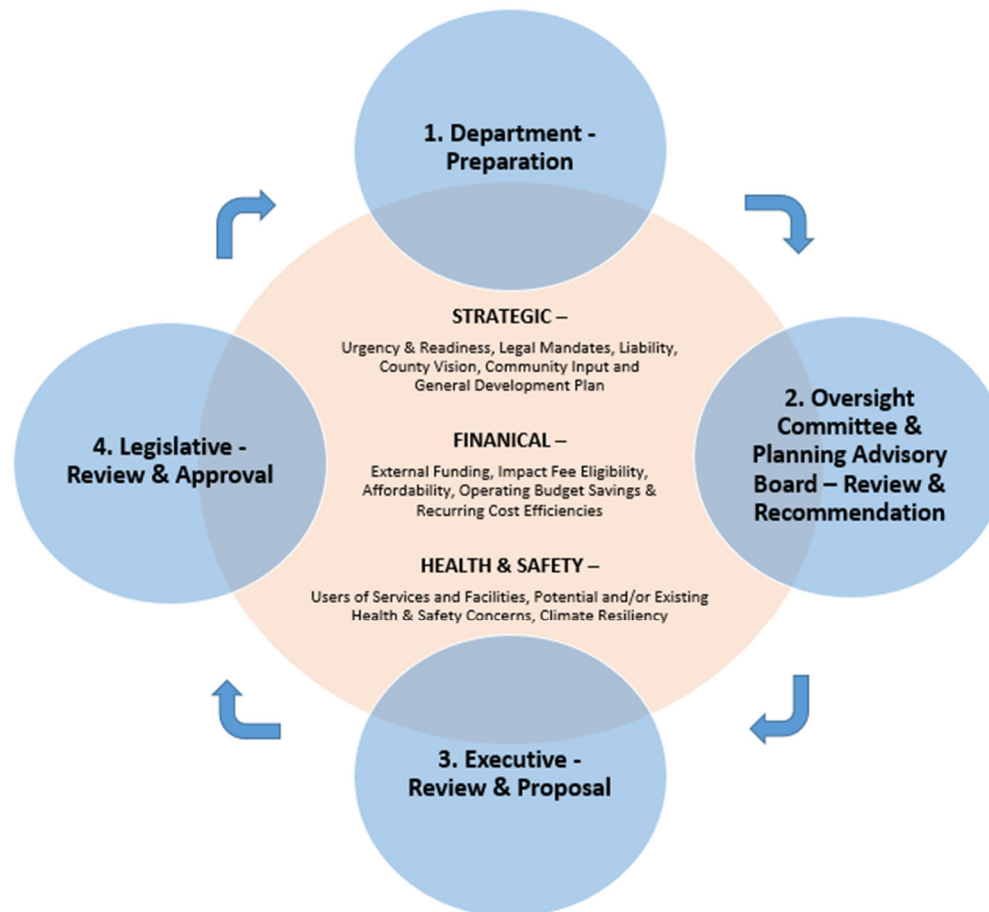 1. Department -
Preparation
STRATEGIC –
Urgency & Readiness, Legal Mandates, Liability,
County Vision, Community Input and
General Development Plan
2. Oversight
Committee &
Planning Advisory
Board – Review &
Recommendation
4. Legislative -
Review & Approval
FINANICAL –
External Funding, Impact Fee Eligibility,
Affordability, Operating Budget Savings &
Recurring Cost Efficiencies
HEALTH & SAFETY –
Users of Services and Facilities, Potential and/or Existing
Health & Safety Concerns, Climate Resiliency
3. Executive -
Review & Proposal